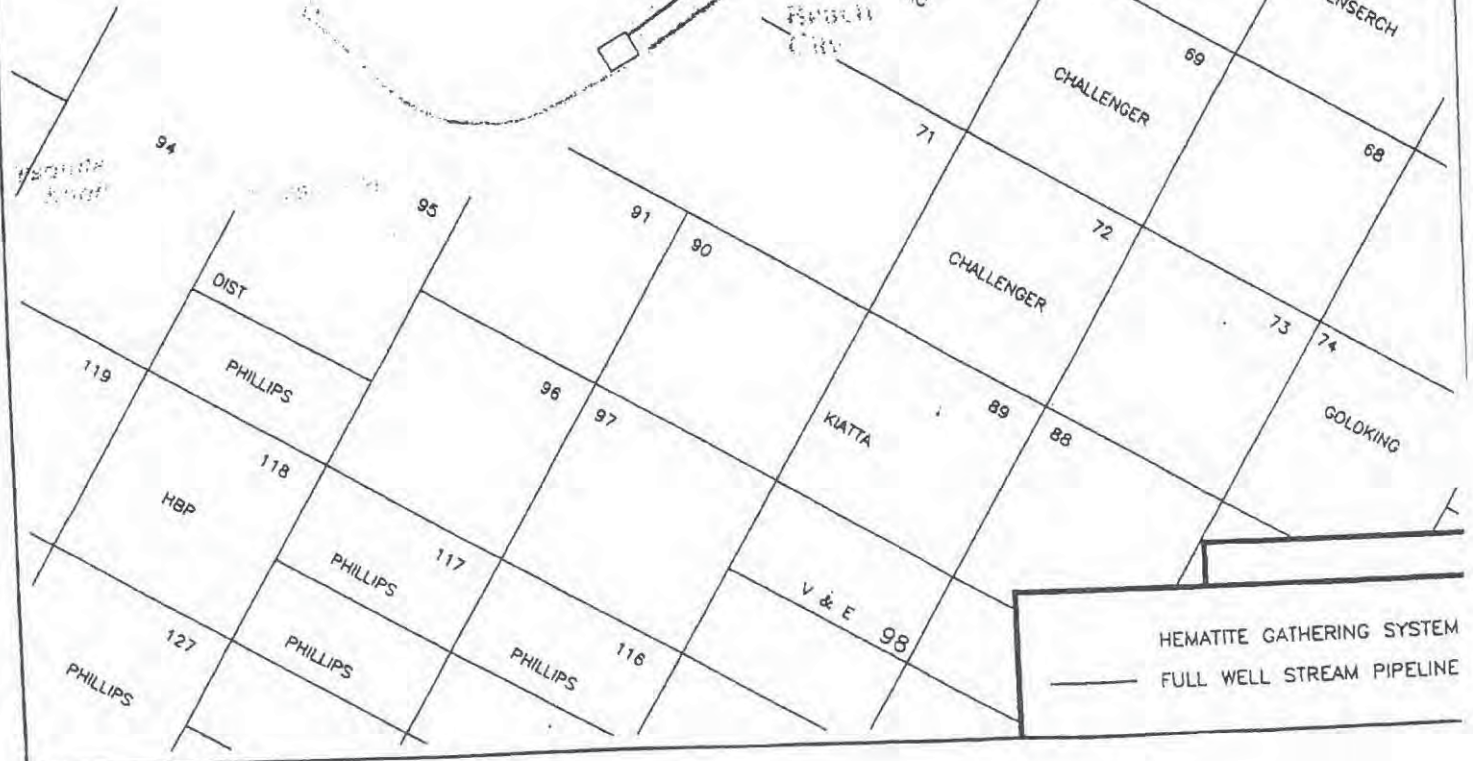 Beach
City
69
ENSERCH
CHALLENGER
71
68
94
95
91
90
72
CHALLENGER
DIST
73
74
119
PHILLIPS
96
97
KIATTA
89
88
GOLDKING
118
HBP
117
PHILLIPS
V & E
98
127
PHILLIPS
PHILLIPS
116
PHILLIPS
HEMATITE GATHERING SYSTEM
FULL WELL STREAM PIPELINE